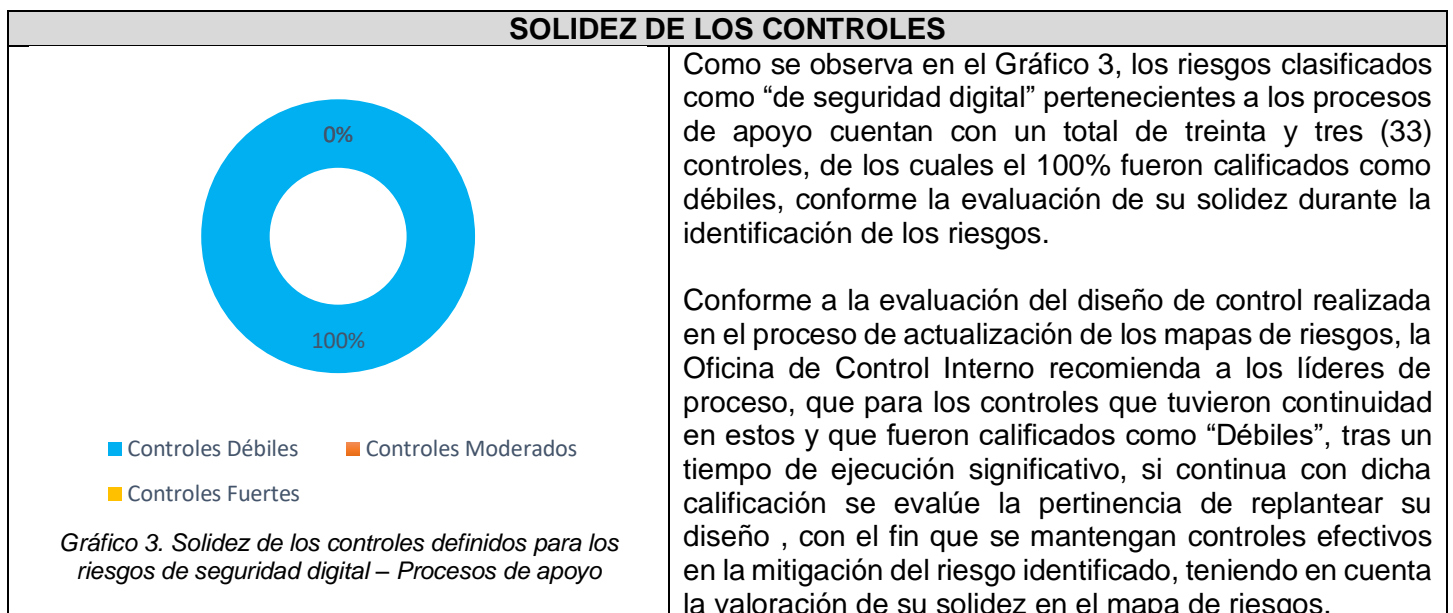 SOLIDEZ DE LOS CONTROLES
0%
100%
Controles Débiles
Controles Moderados
Controles Fuertes
Gráfico 3. Solidez de los controles definidos para los
riesgos de seguridad digital – Procesos de apoyo
Como se observa en el Gráfico 3, los riesgos clasificados
como “de seguridad digital” pertenecientes a los procesos
de apoyo cuentan con un total de treinta y tres (33)
controles, de los cuales el 100% fueron calificados como
débiles, conforme la evaluación de su solidez durante la
identificación de los riesgos.
Conforme a la evaluación del diseño de control realizada
en el proceso de actualización de los mapas de riesgos, la
Oficina de Control Interno recomienda a los líderes de
proceso, que para los controles que tuvieron continuidad
en estos y que fueron calificados como “Débiles”, tras un
tiempo de ejecución significativo, si continua con dicha
calificación se evalúe la pertinencia de replantear su
diseño , con el fin que se mantengan controles efectivos
en la mitigación del riesgo identificado, teniendo en cuenta
la valoración de su solidez en el mapa de riesgos.